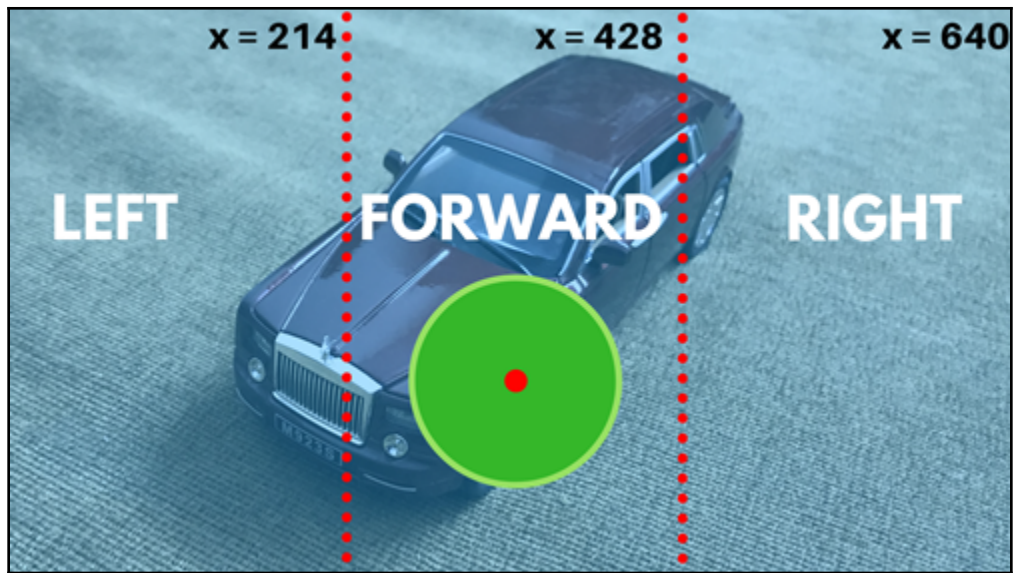 x = 214
x = 428
x = 640
LEFT
FORWARD
RIGHT